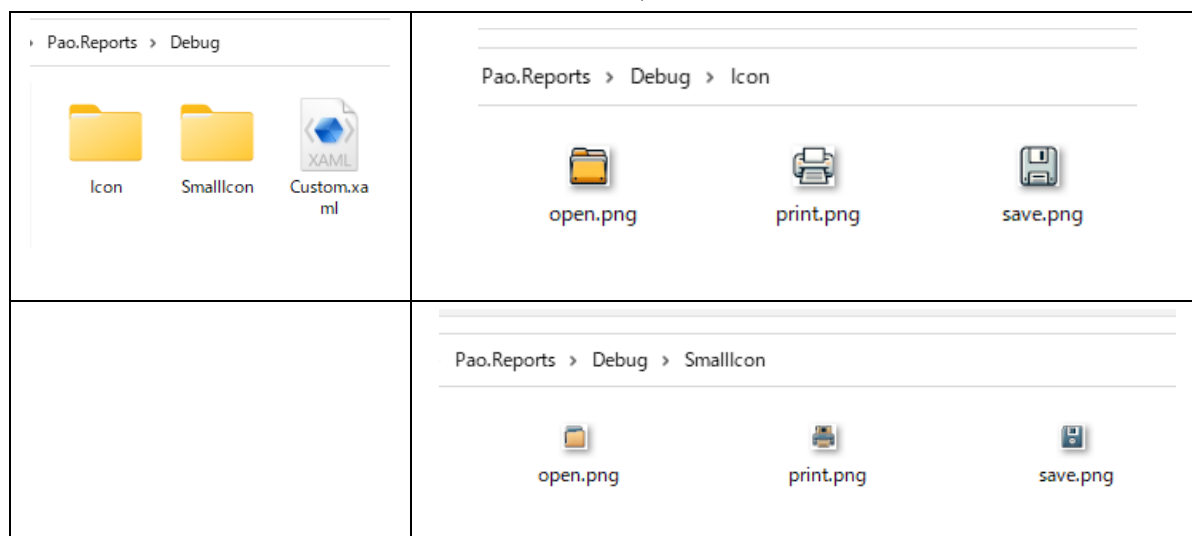 › Pao.Reports › Debug
XAML
Icon
SmallIcon
Custom.xa
ml
Pao.Reports › Debug › Icon
open.png
print.png
save.png
Pao.Reports › Debug › SmallIcon
open.png
print.png
save.png